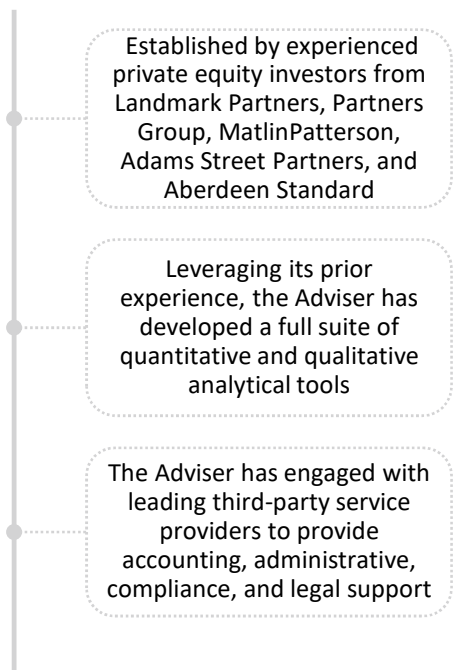 Established by experienced
private equity investors from
Landmark Partners, Partners
Group, MatlinPatterson,
Adams Street Partners, and
Aberdeen Standard
Leveraging its prior
experience, the Adviser has
developed a full suite of
quantitative and qualitative
analytical tools
The Adviser has engaged with
leading third-party service
providers to provide
accounting, administrative,
compliance, and legal support